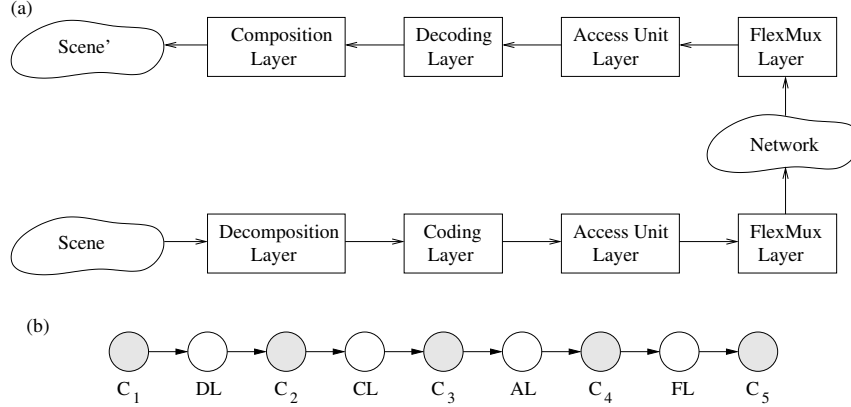 (a)
Scene’
Composition
Layer
Decoding
Layer
Access Unit
Layer
FlexMux
Layer
Network
Scene
Decomposition
Layer
Coding
Layer
Access Unit
Layer
FlexMux
Layer
(b)
C1 DL C2 CL C3 AL C4 FL C5